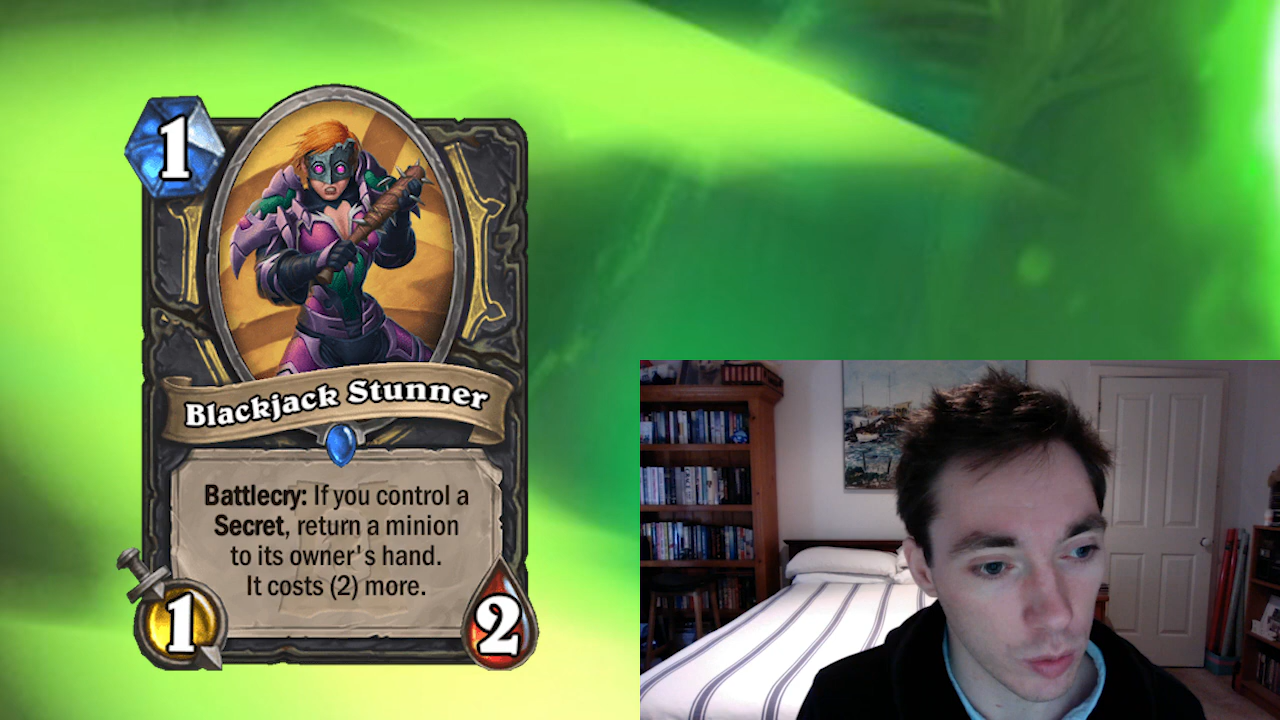 1
Blackjack Stunner
Battlecry: If you control a
Secret, return a minion
to its owner's hand.
It costs (2) more.
1
2